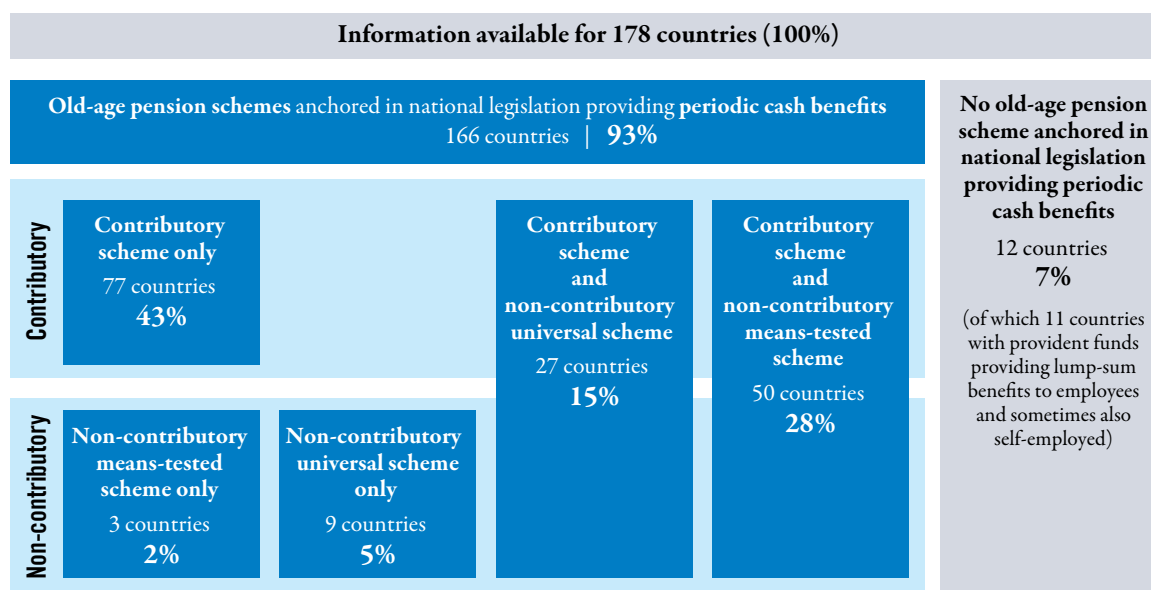 Information available for 178 countries (100%)
Old-age pension schemes anchored in national legislation providing periodic cash benefits
166 countries | 93%
Contributory
Contributory
scheme only
77 countries
43%
Contributory
scheme
and
non-contributory
universal scheme
27 countries
15%
Contributory
scheme
and
non-contributory
means-tested
scheme
50 countries
28%
Non-contributory
Non-contributory
means-tested
scheme only
3 countries
2%
Non-contributory
universal scheme
only
9 countries
5%
No old-age pension
scheme anchored in
national legislation
providing periodic
cash benefits
12 countries
7%
(of which 11 countries
with provident funds
providing lump-sum
benefits to employees
and sometimes also
self-employed)